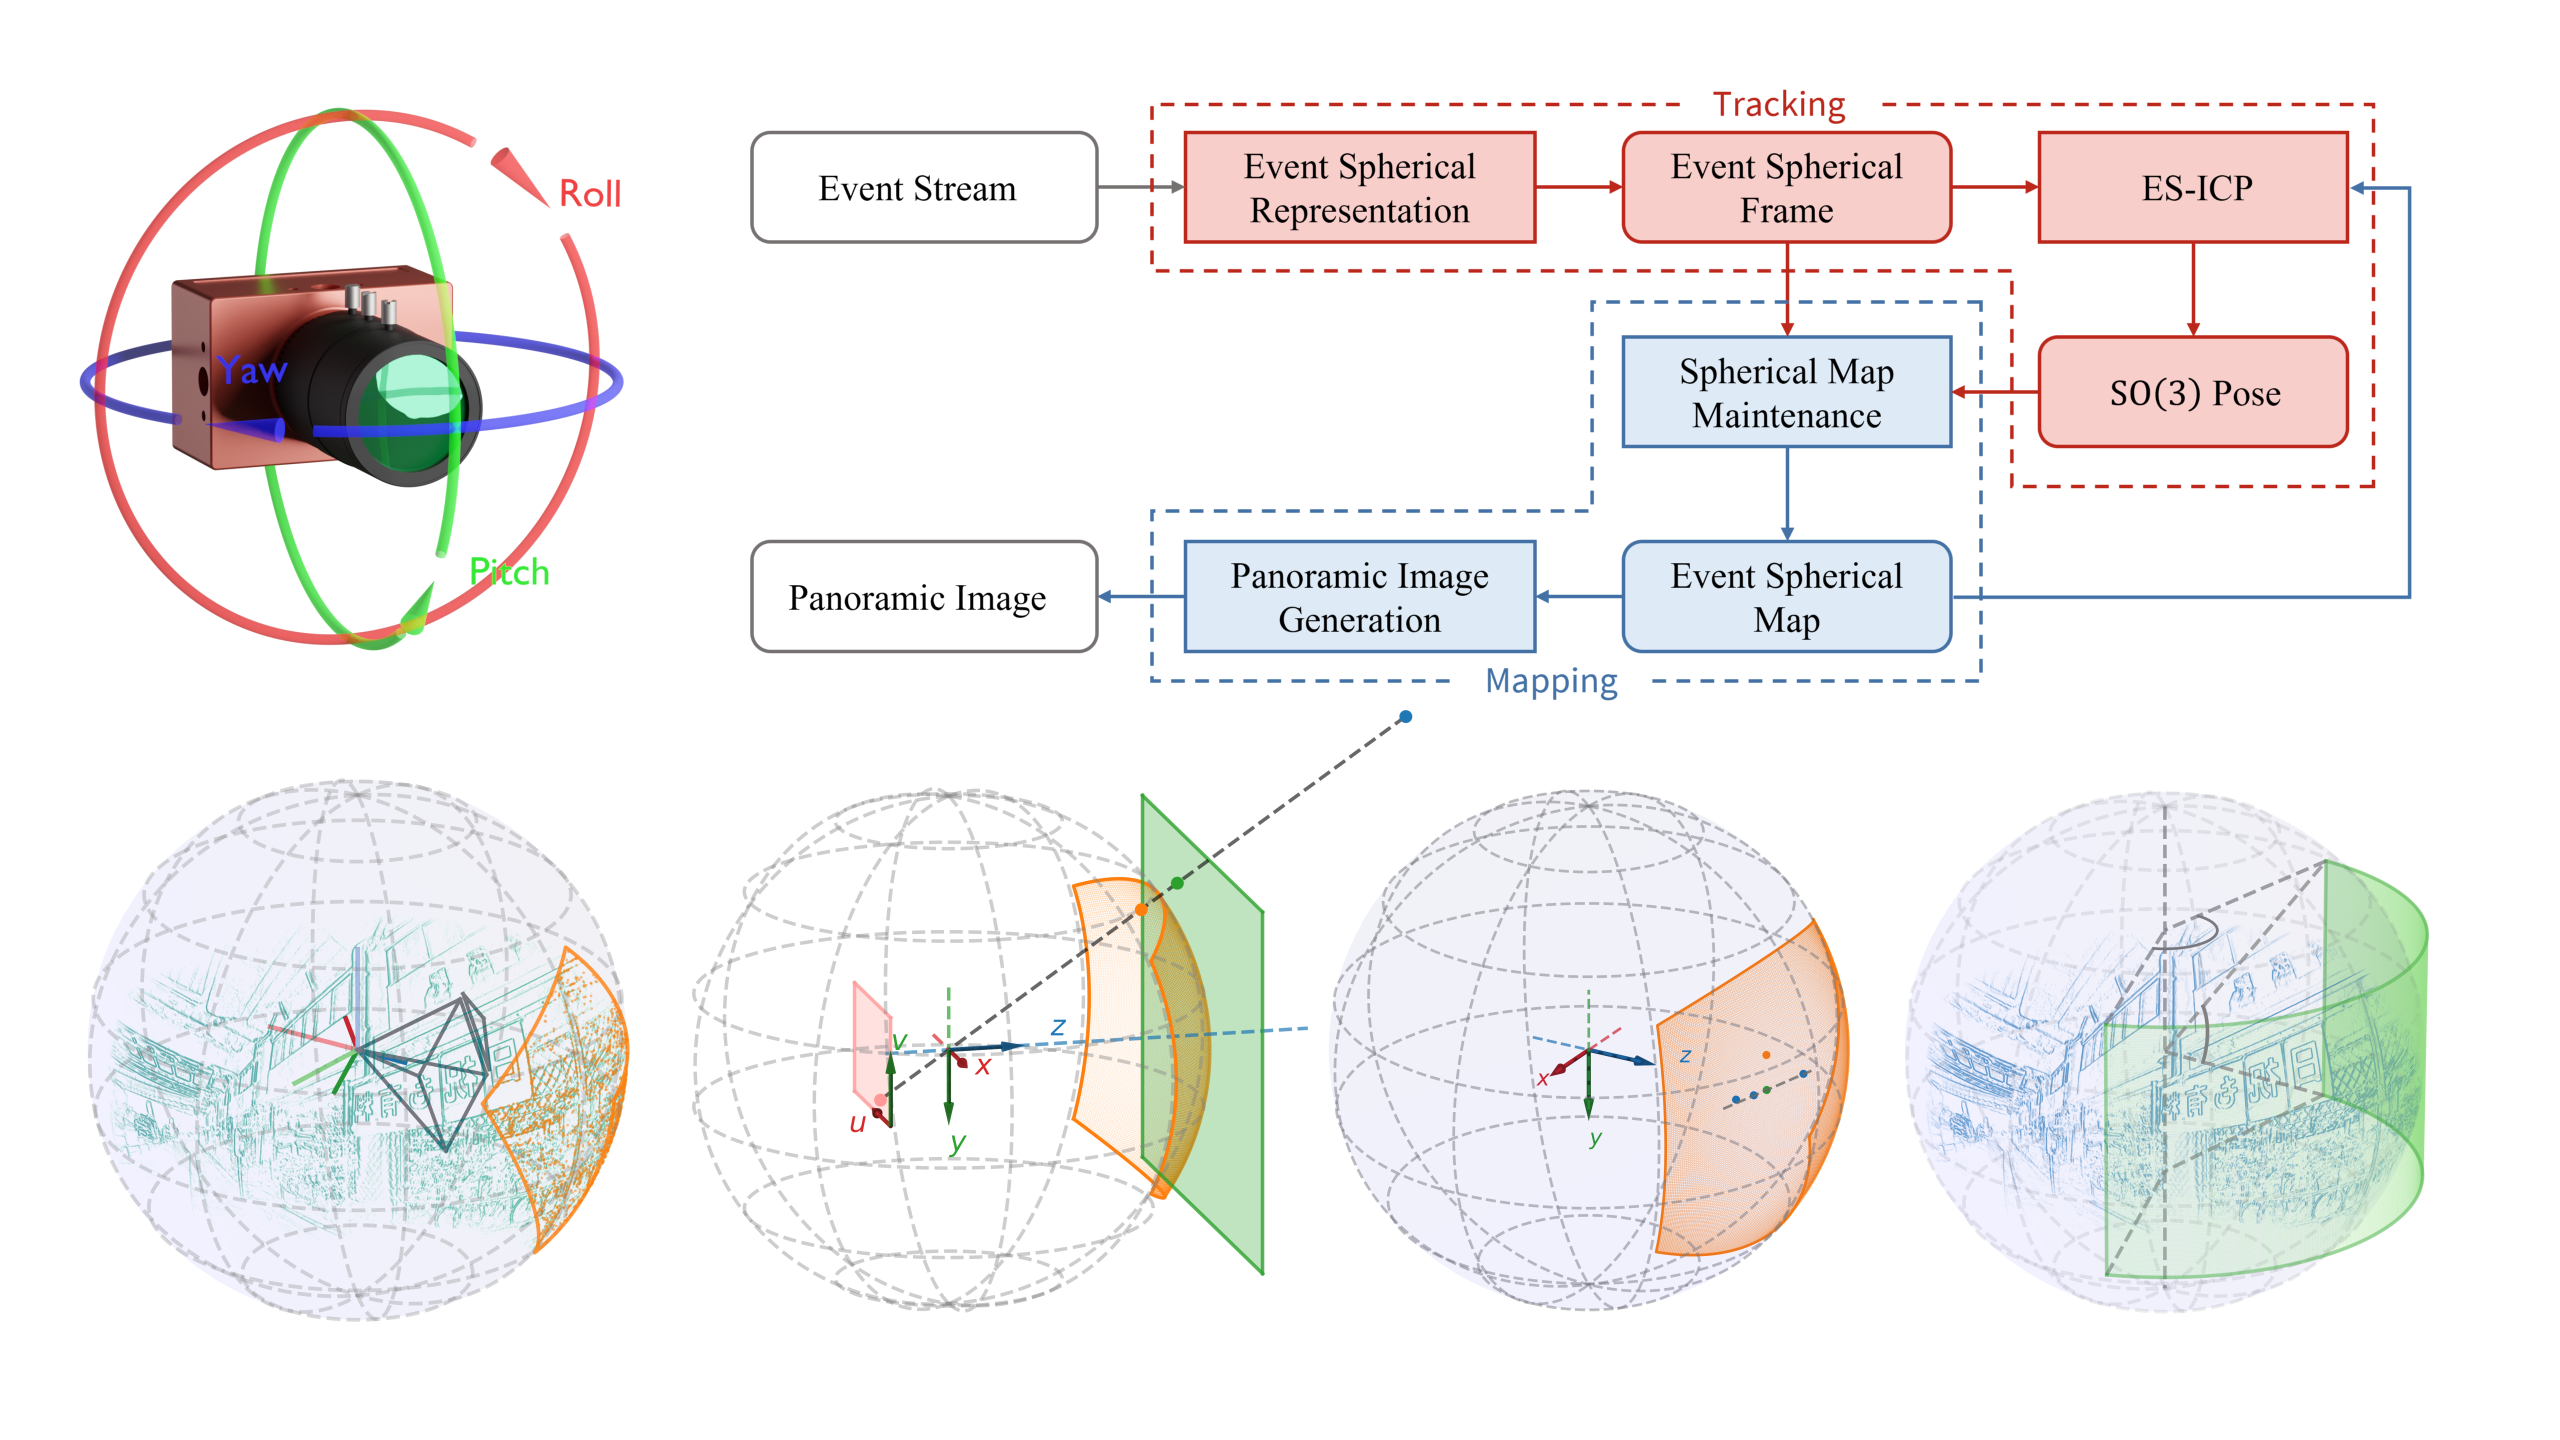 Roll
Yaw
Pitch
Tracking
Event Stream
Event Spherical
Representation
Event Spherical
Frame
ES-ICP
Spherical Map
Maintenance
SO(3) Pose
Panoramic Image
Panoramic Image
Generation
Event Spherical
Map
Mapping
v
u
z
x
y
x
z
y